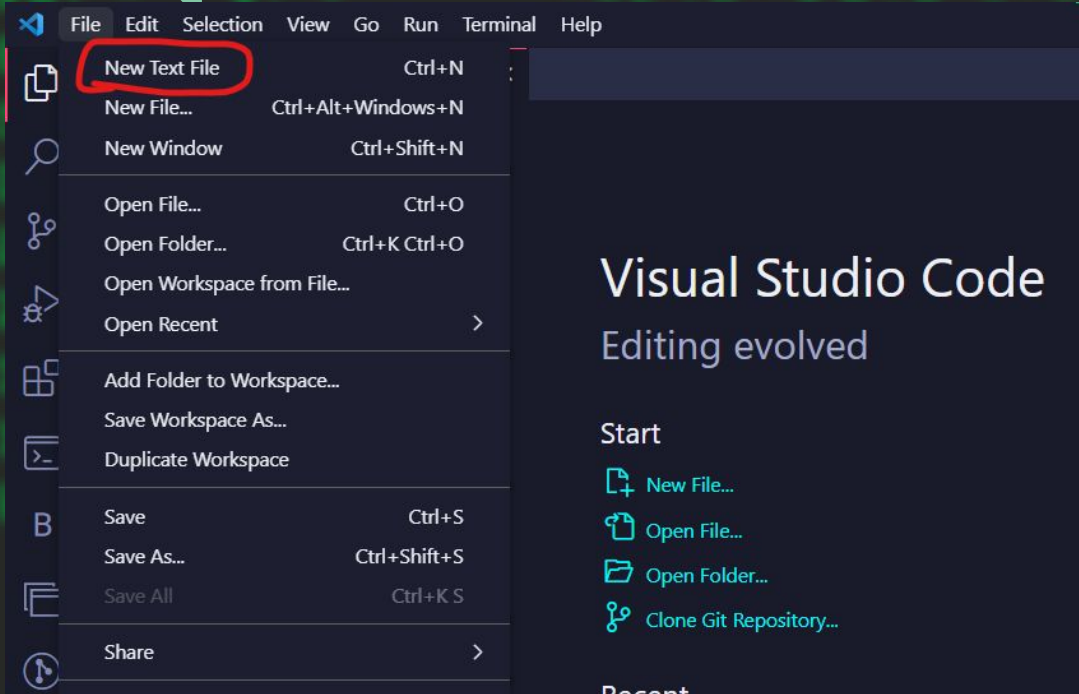 File Edit Selection View Go Run Terminal Help
New Text File Ctrl+N
New File... Ctrl+Alt+Windows+N
New Window Ctrl+Shift+N
Open File... Ctrl+O
Open Folder... Ctrl+K Ctrl+O
Open Workspace from File...
Open Recent
Add Folder to Workspace...
Save Workspace As...
Duplicate Workspace
Save Ctrl+S
Save As... Ctrl+Shift+S
Save All Ctrl+K S
Share
B
Visual Studio Code
Editing evolved
Start
New File...
Open File...
Open Folder...
Clone Git Repository...
Recent